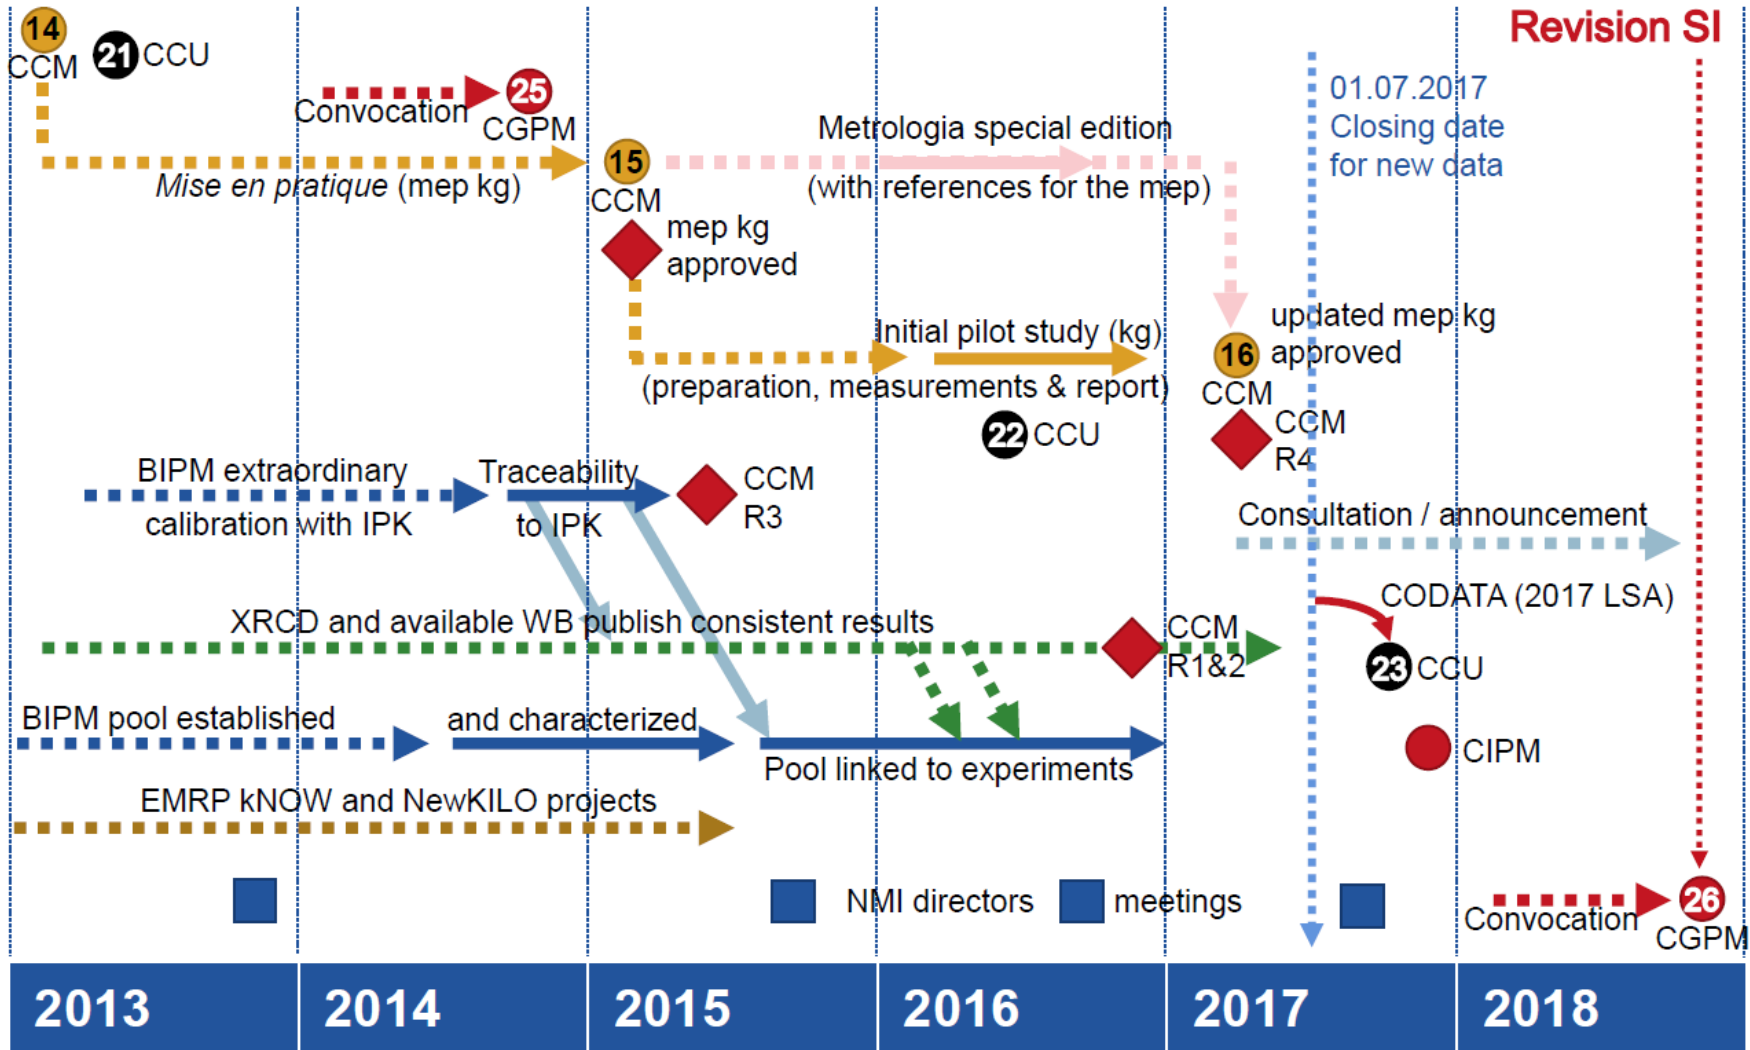 Revision SI
14
CCM
21 CCU
Convocation
25
CGPM
01.07.2017
Closing date
for new data
Mise en pratique (mep kg)
15
CCM
Metrologia special edition
(with references for the mep)
mep kg
approved
Initial pilot study (kg)
(preparation, measurements & report)
updated mep kg
approved
16
CCM
22 CCU
CCM
R4
BIPM extraordinary
calibration with IPK
Traceability
to IPK
CCM
R3
Consultation / announcement
CODATA (2017 LSA)
XRCD and available WB publish consistent results
CCM
R1&2
23 CCU
BIPM pool established
and characterized
Pool linked to experiments
CIPM
EMRP kNOW and NewKILO projects
NMI directors meetings
Convocation
26
CGPM
2013 2014 2015 2016 2017 2018